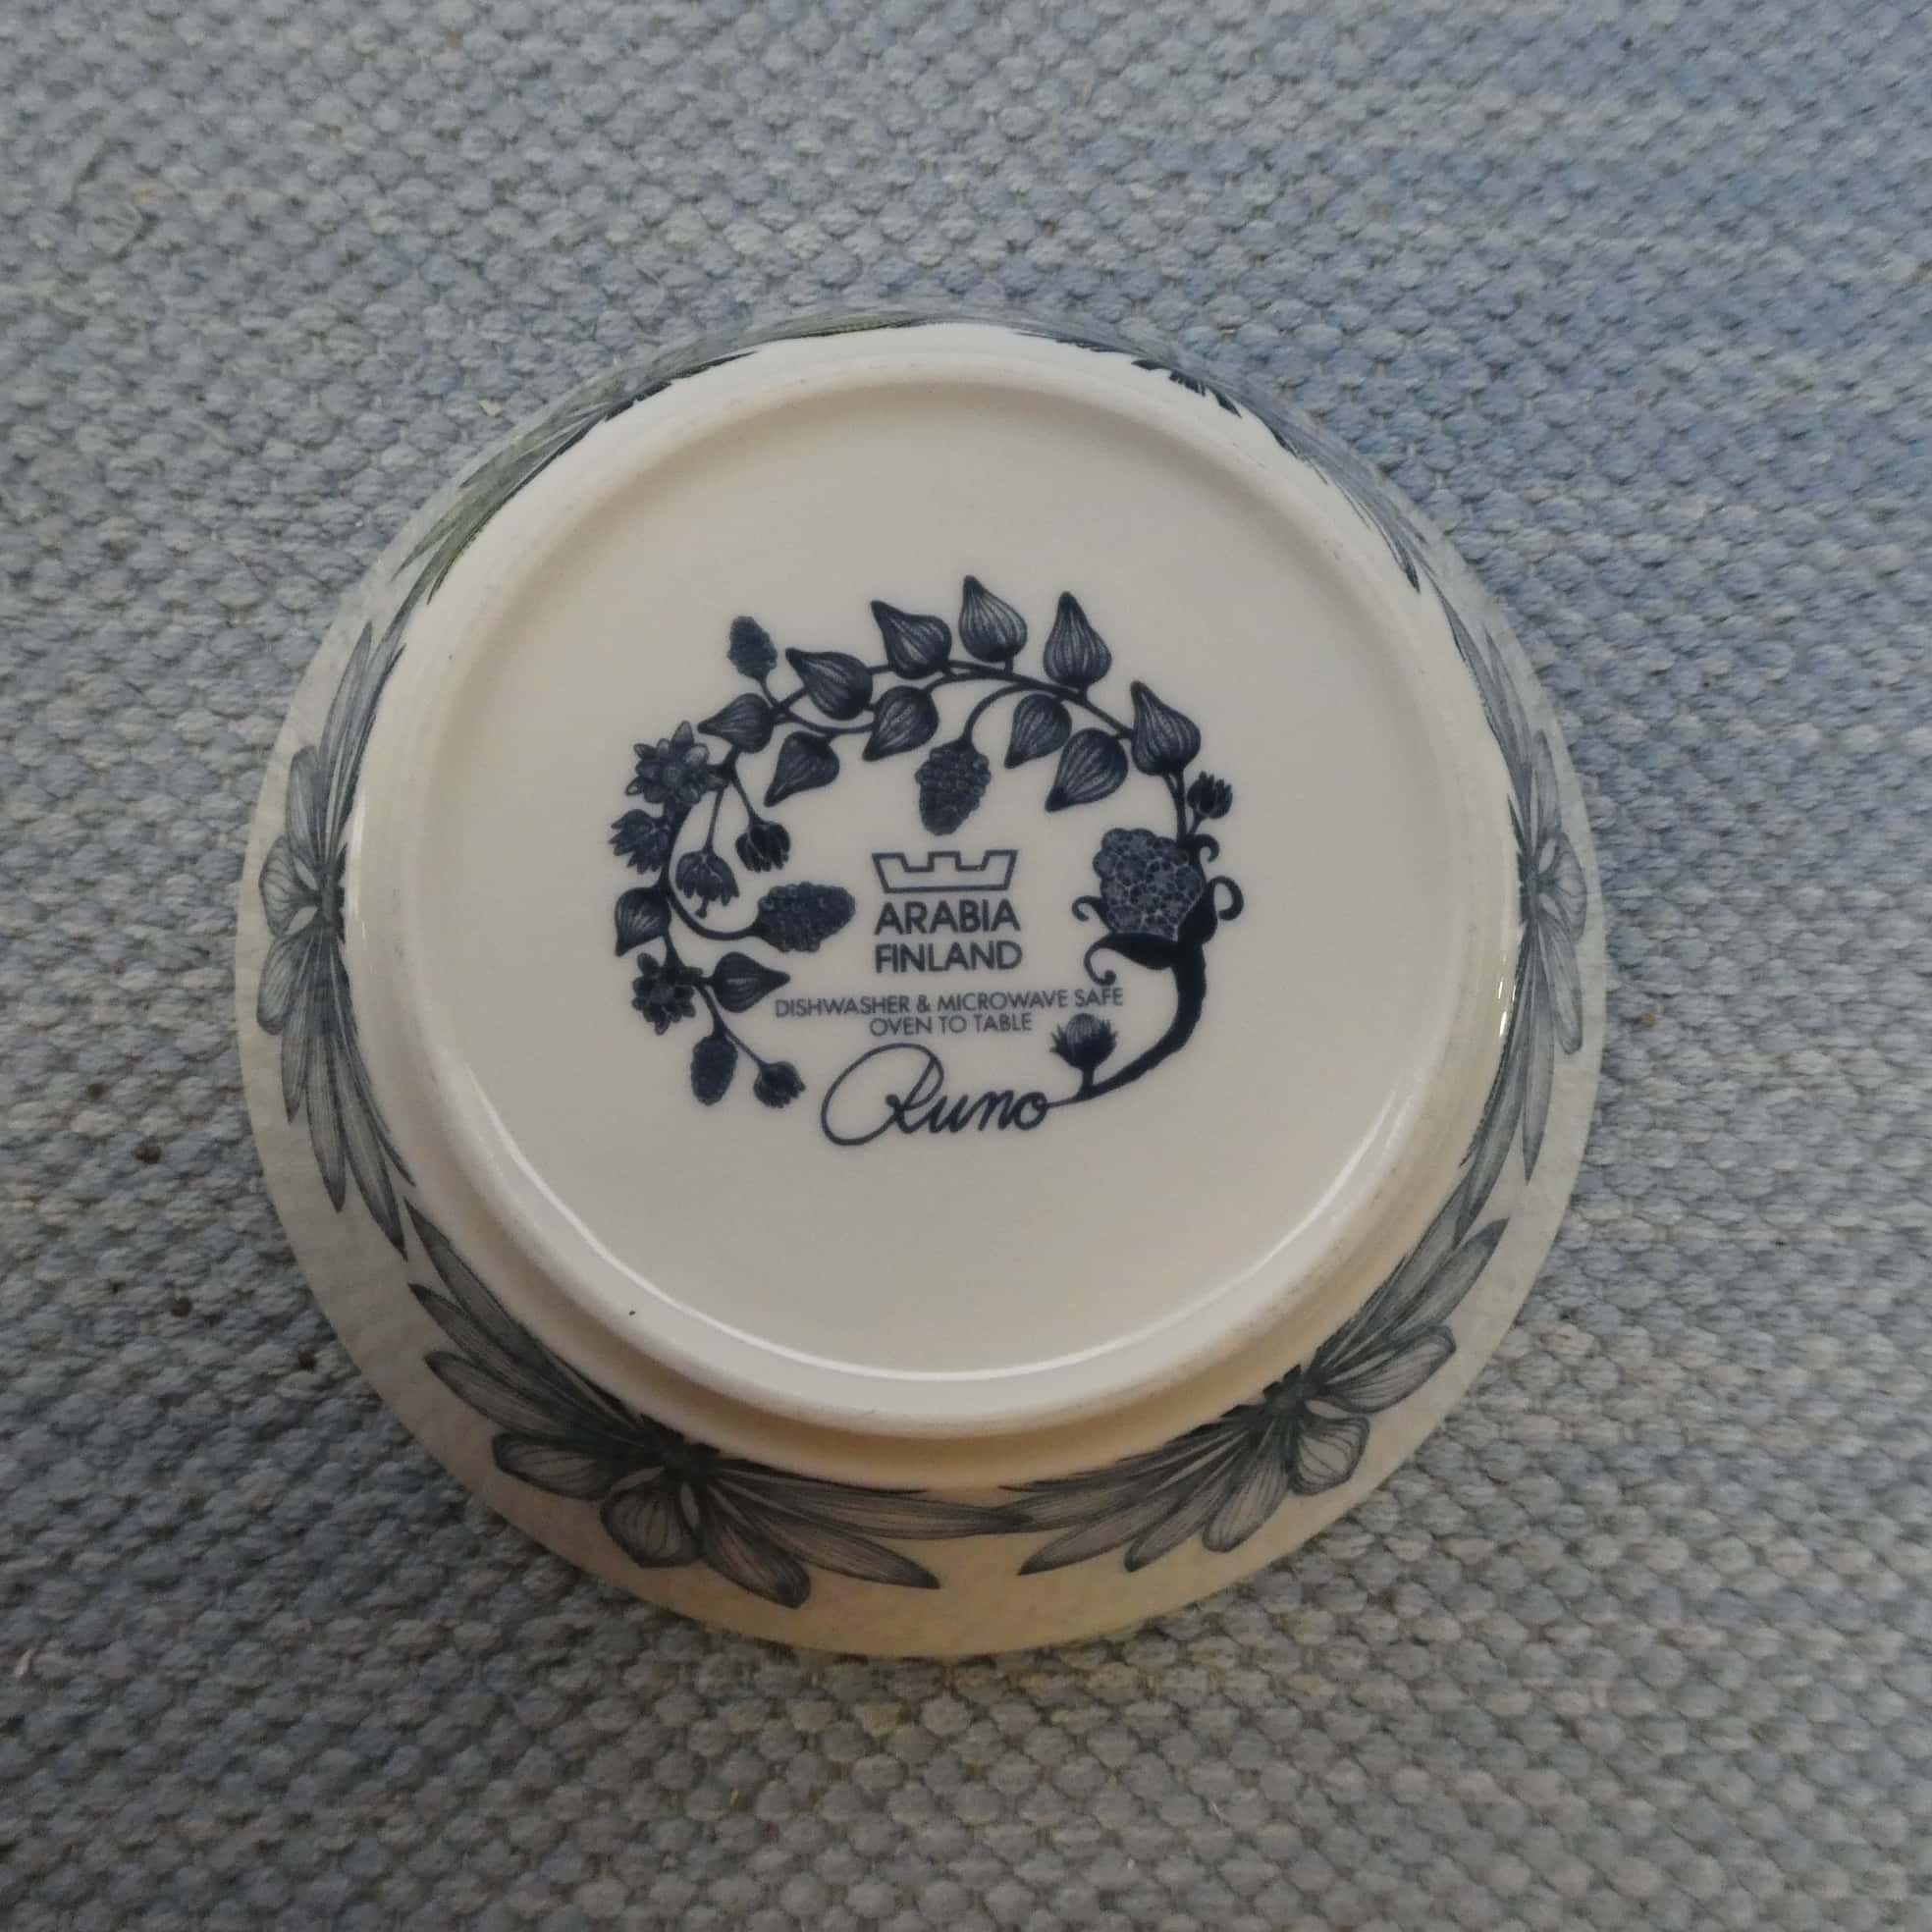 ARABIA
FINLAND
DISHWASHER & MICROWAVE SAFE
OVEN TO TABLE
Runo